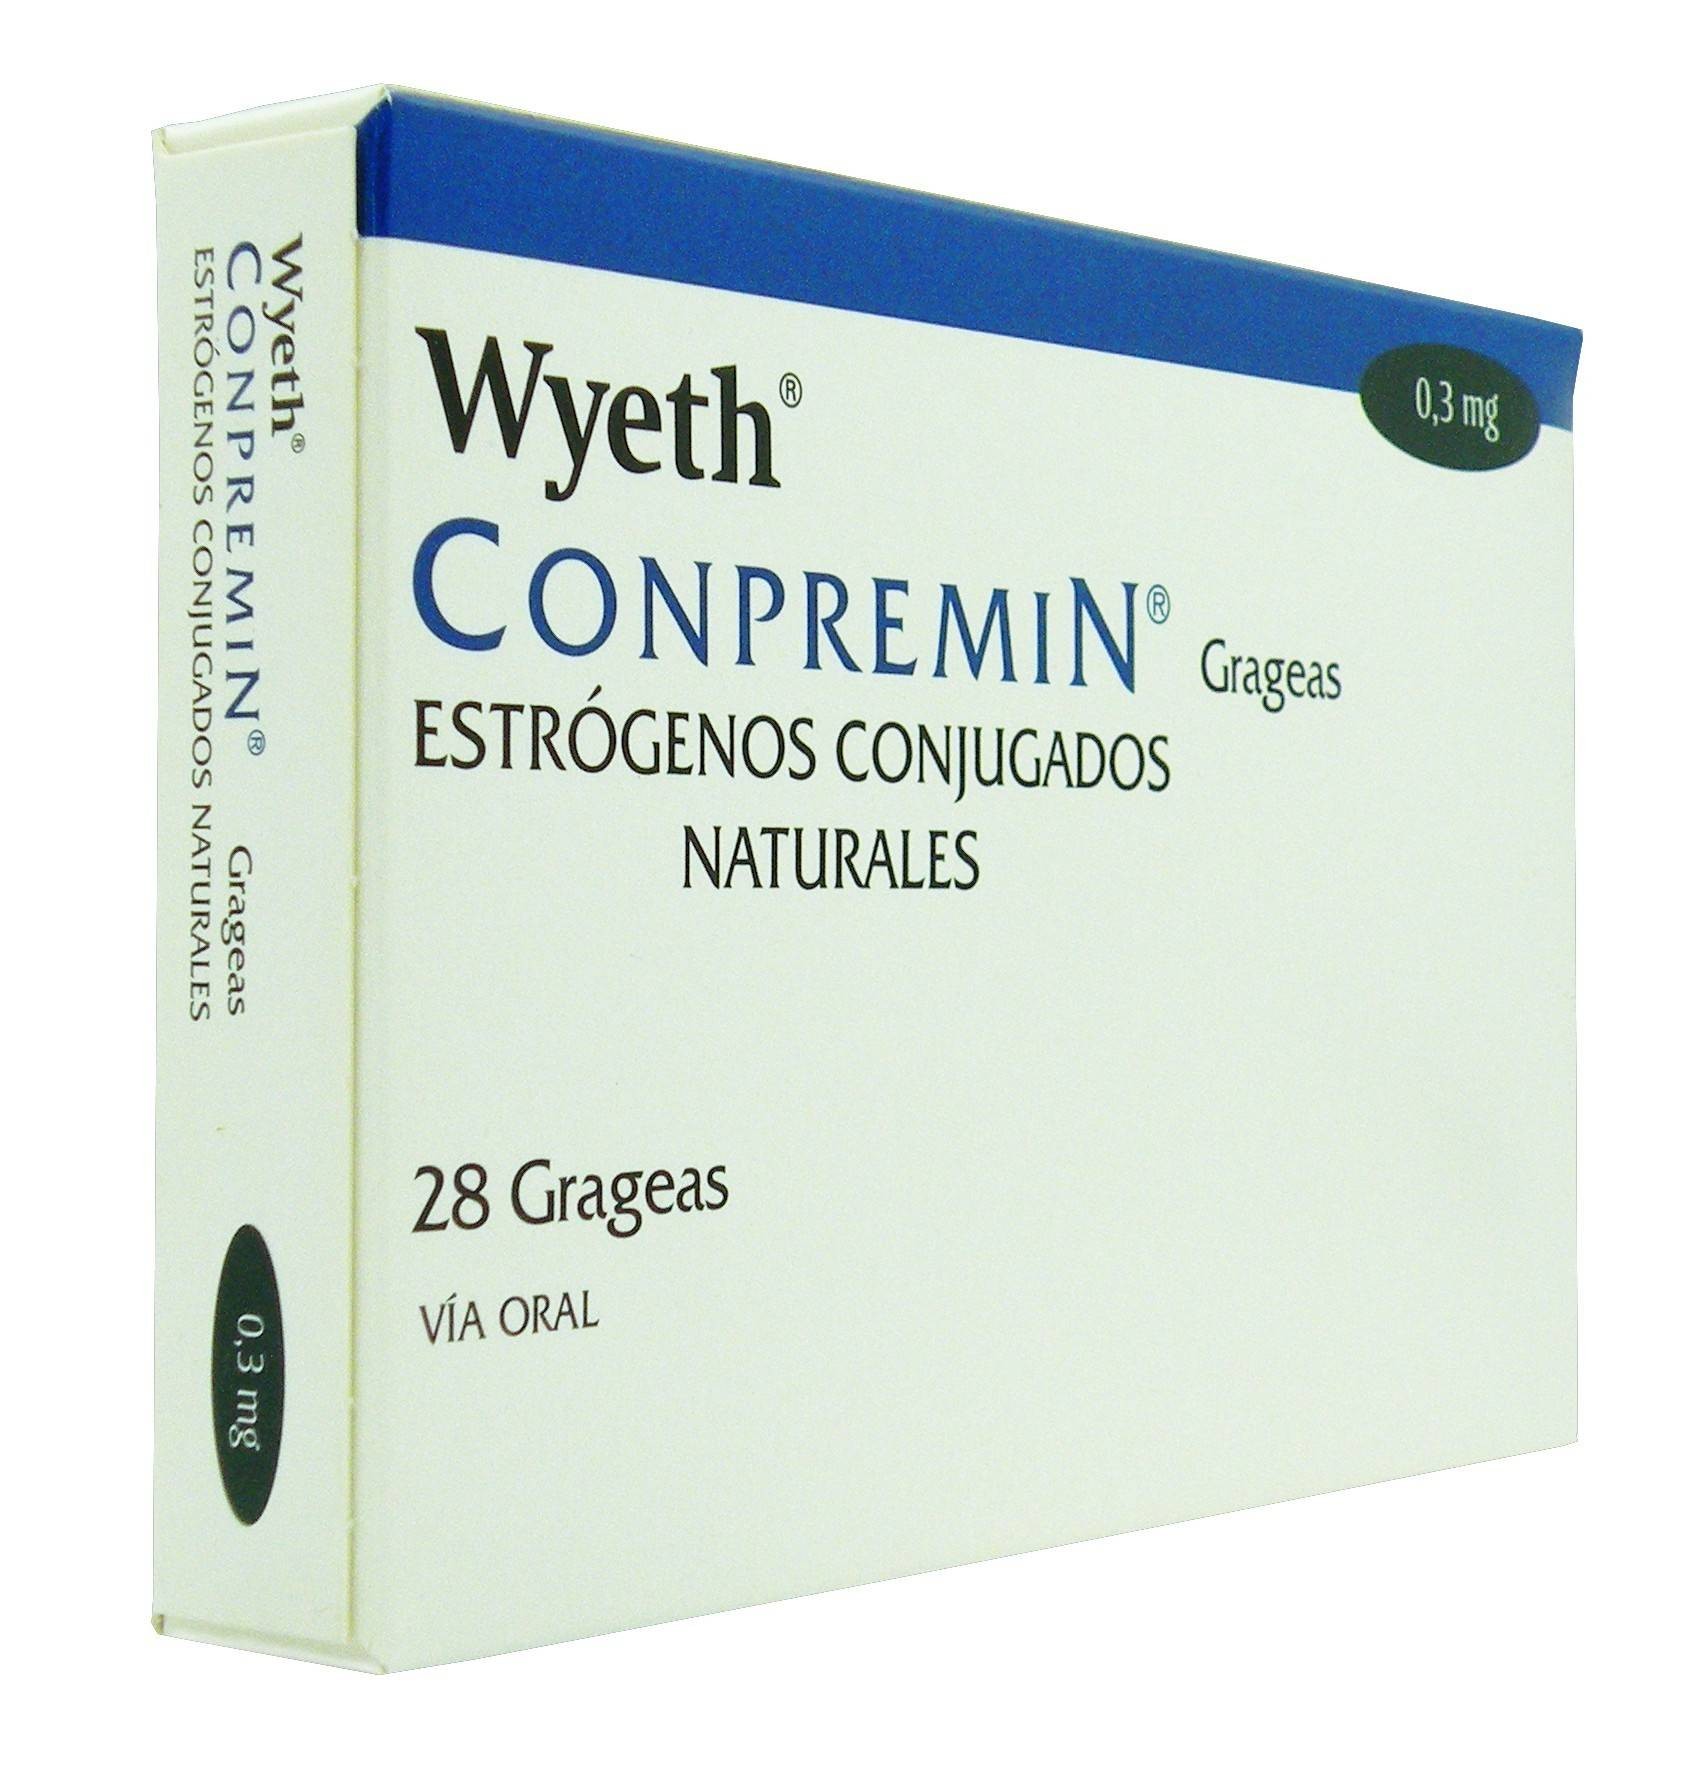 Wyeth®
CONPREMIN® Grageas
ESTRÓGENOS CONJUGADOS NATURALES
0,3 mg
0,3 mg
Wyeth®
CONPREMIN® Grageas
ESTRÓGENOS CONJUGADOS
NATURALES
28 Grageas
VÍA ORAL